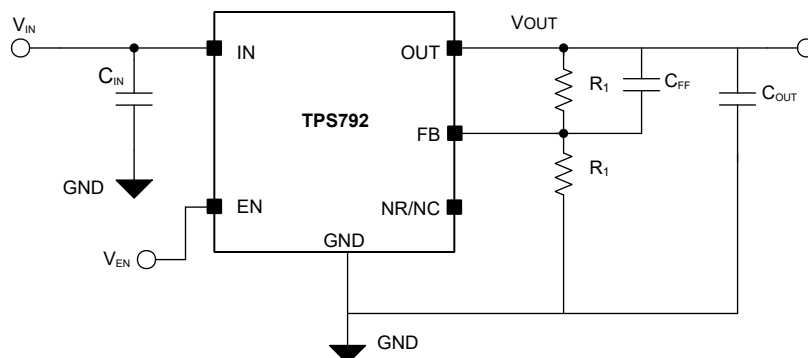 VIN
VOUT
IN
OUT
CIN
R1
CFF
COUT
TPS792
FB
GND
R1
EN
NR/NC
GND
VEN
GND